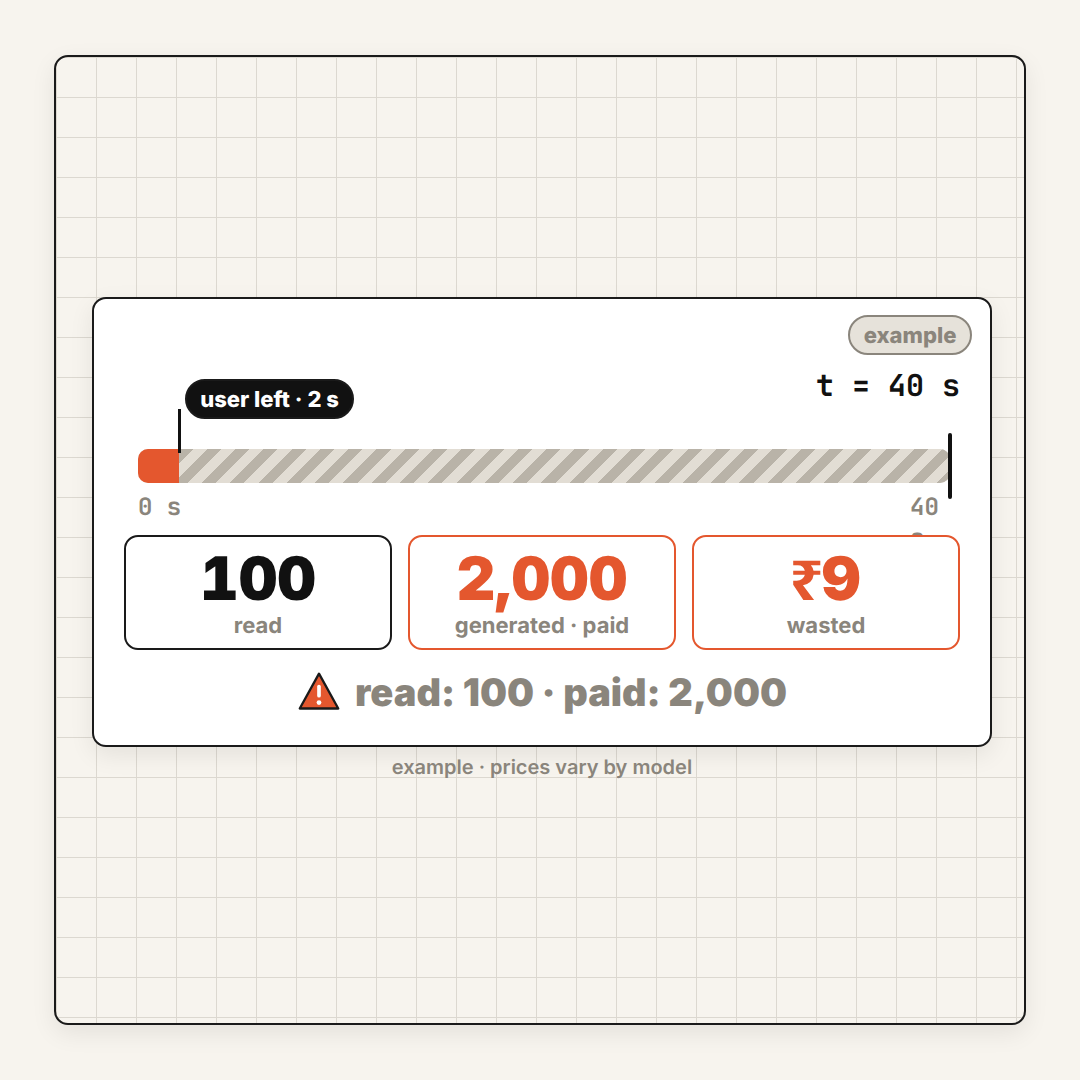 example
t = 40 s
user left · 2 s
0 s
40
100
read
2,000
generated · paid
₹9
wasted
read: 100 · paid: 2,000
example · prices vary by model